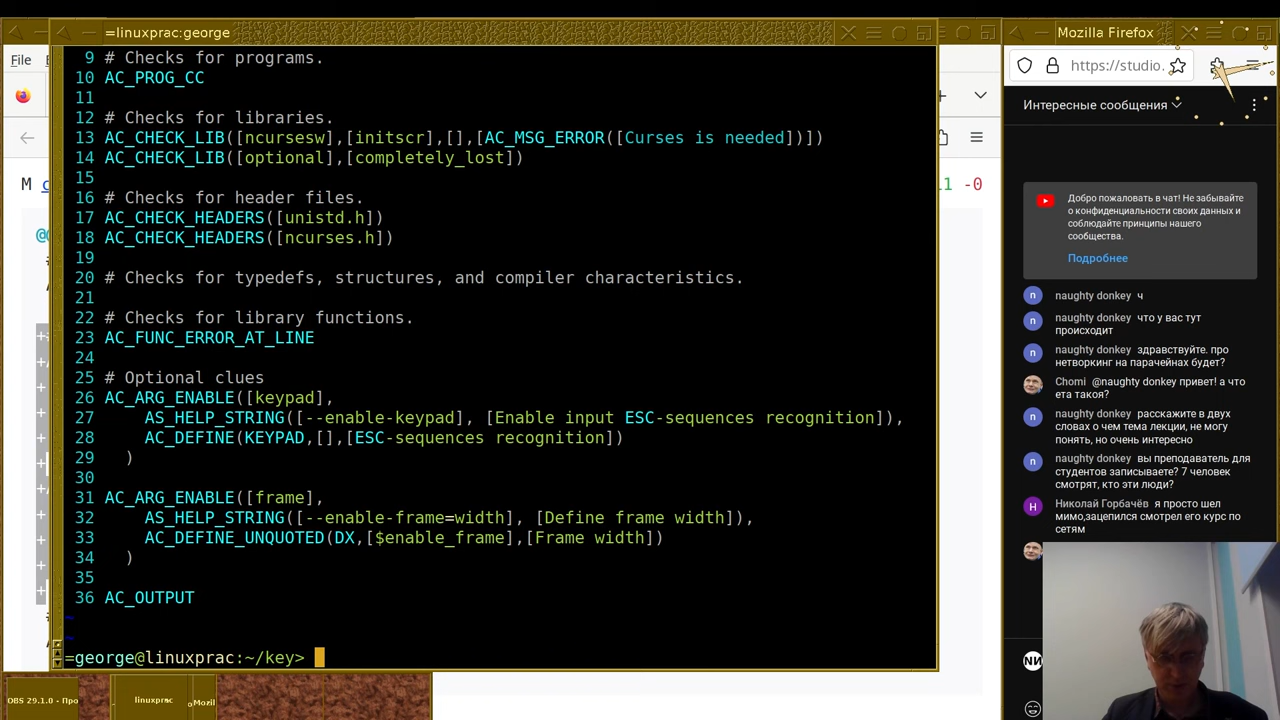 =linuxprac:george
Mozilla Firefox
File
https://studio.
9 # Checks for programs.
10 AC_PROG_CC
11
12 # Checks for libraries.
13 AC_CHECK_LIB([ncursesw],[initscr],[],[AC_MSG_ERROR([Curses is needed])])
14 AC_CHECK_LIB([optional],[completely_lost])
15
16 # Checks for header files.
17 AC_CHECK_HEADERS([unistd.h])
18 AC_CHECK_HEADERS([ncurses.h])
19
20 # Checks for typedefs, structures, and compiler characteristics.
21
22 # Checks for library functions.
23 AC_FUNC_ERROR_AT_LINE
24
25 # Optional clues
26 AC_ARG_ENABLE([keypad],
27 AS_HELP_STRING([--enable-keypad], [Enable input ESC-sequences recognition]),
28 AC_DEFINE(KEYPAD,[],[ESC-sequences recognition])
29 )
30
31 AC_ARG_ENABLE([frame],
32 AS_HELP_STRING([--enable-frame=width], [Define frame width]),
33 AC_DEFINE_UNQUOTED(DX,[$enable_frame],[Frame width])
34 )
35
36 AC_OUTPUT
~
~
=george@linuxprac:~/key>
M c
11 -0
Интересные сообщения
Добро пожаловать в чат! Не забывайте
о конфиденциальности своих данных и
соблюдайте принципы нашего
сообщества.
Подробнее
naughty donkey ч
naughty donkey что у вас тут
происходит
naughty donkey здравствуйте. про
нетворкинг на парачейнах будет?
Chomi @naughty donkey привет! а что
ета такоя?
naughty donkey расскажите в двух
словах о чем тема лекции, не могу
понять, но очень интересно
naughty donkey вы преподаватель для
студентов записываете? 7 человек
смотрят, кто эти люди?
Николай Горбачёв я просто шел
мимо,зацепился смотрел его курс по
сетям
OBS 29.1.0 - Про
linuxprac
Mozil